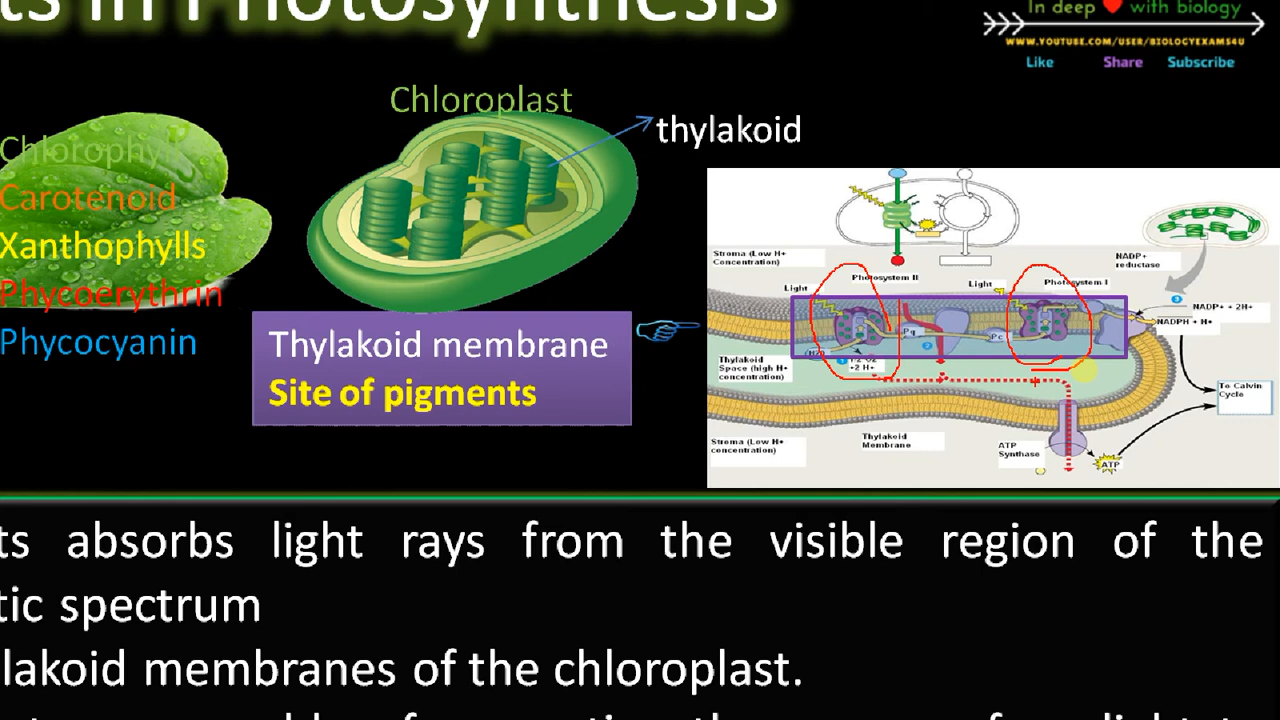 ts in Photosynthesis
In deep with biology
WWW.YOUTUBE.COM/USER/BIOLOGYEXAMS4U
Like Share Subscribe
Chlorophyll
Carotenoid
Xanthophylls
Phycoerythrin
Phycocyanin
Chloroplast
thylakoid
Thylakoid membrane
Site of pigments
Stroma (Low H+
Concentration)
Photosystem II
Light
Light
Photosystem I
NADP+
reductase
NADP+ + 2H+
NADPH + H+
Pq
Pc
H2O
1/2 O2
+2 H+
Thylakoid
Space (high H+
concentration)
To Calvin
Cycle
Stroma (Low H+
concentration)
Thylakoid
Membrane
ATP
Synthase
ATP
ts absorbs light rays from the visible region of the
tic spectrum
lakoid membranes of the chloroplast.